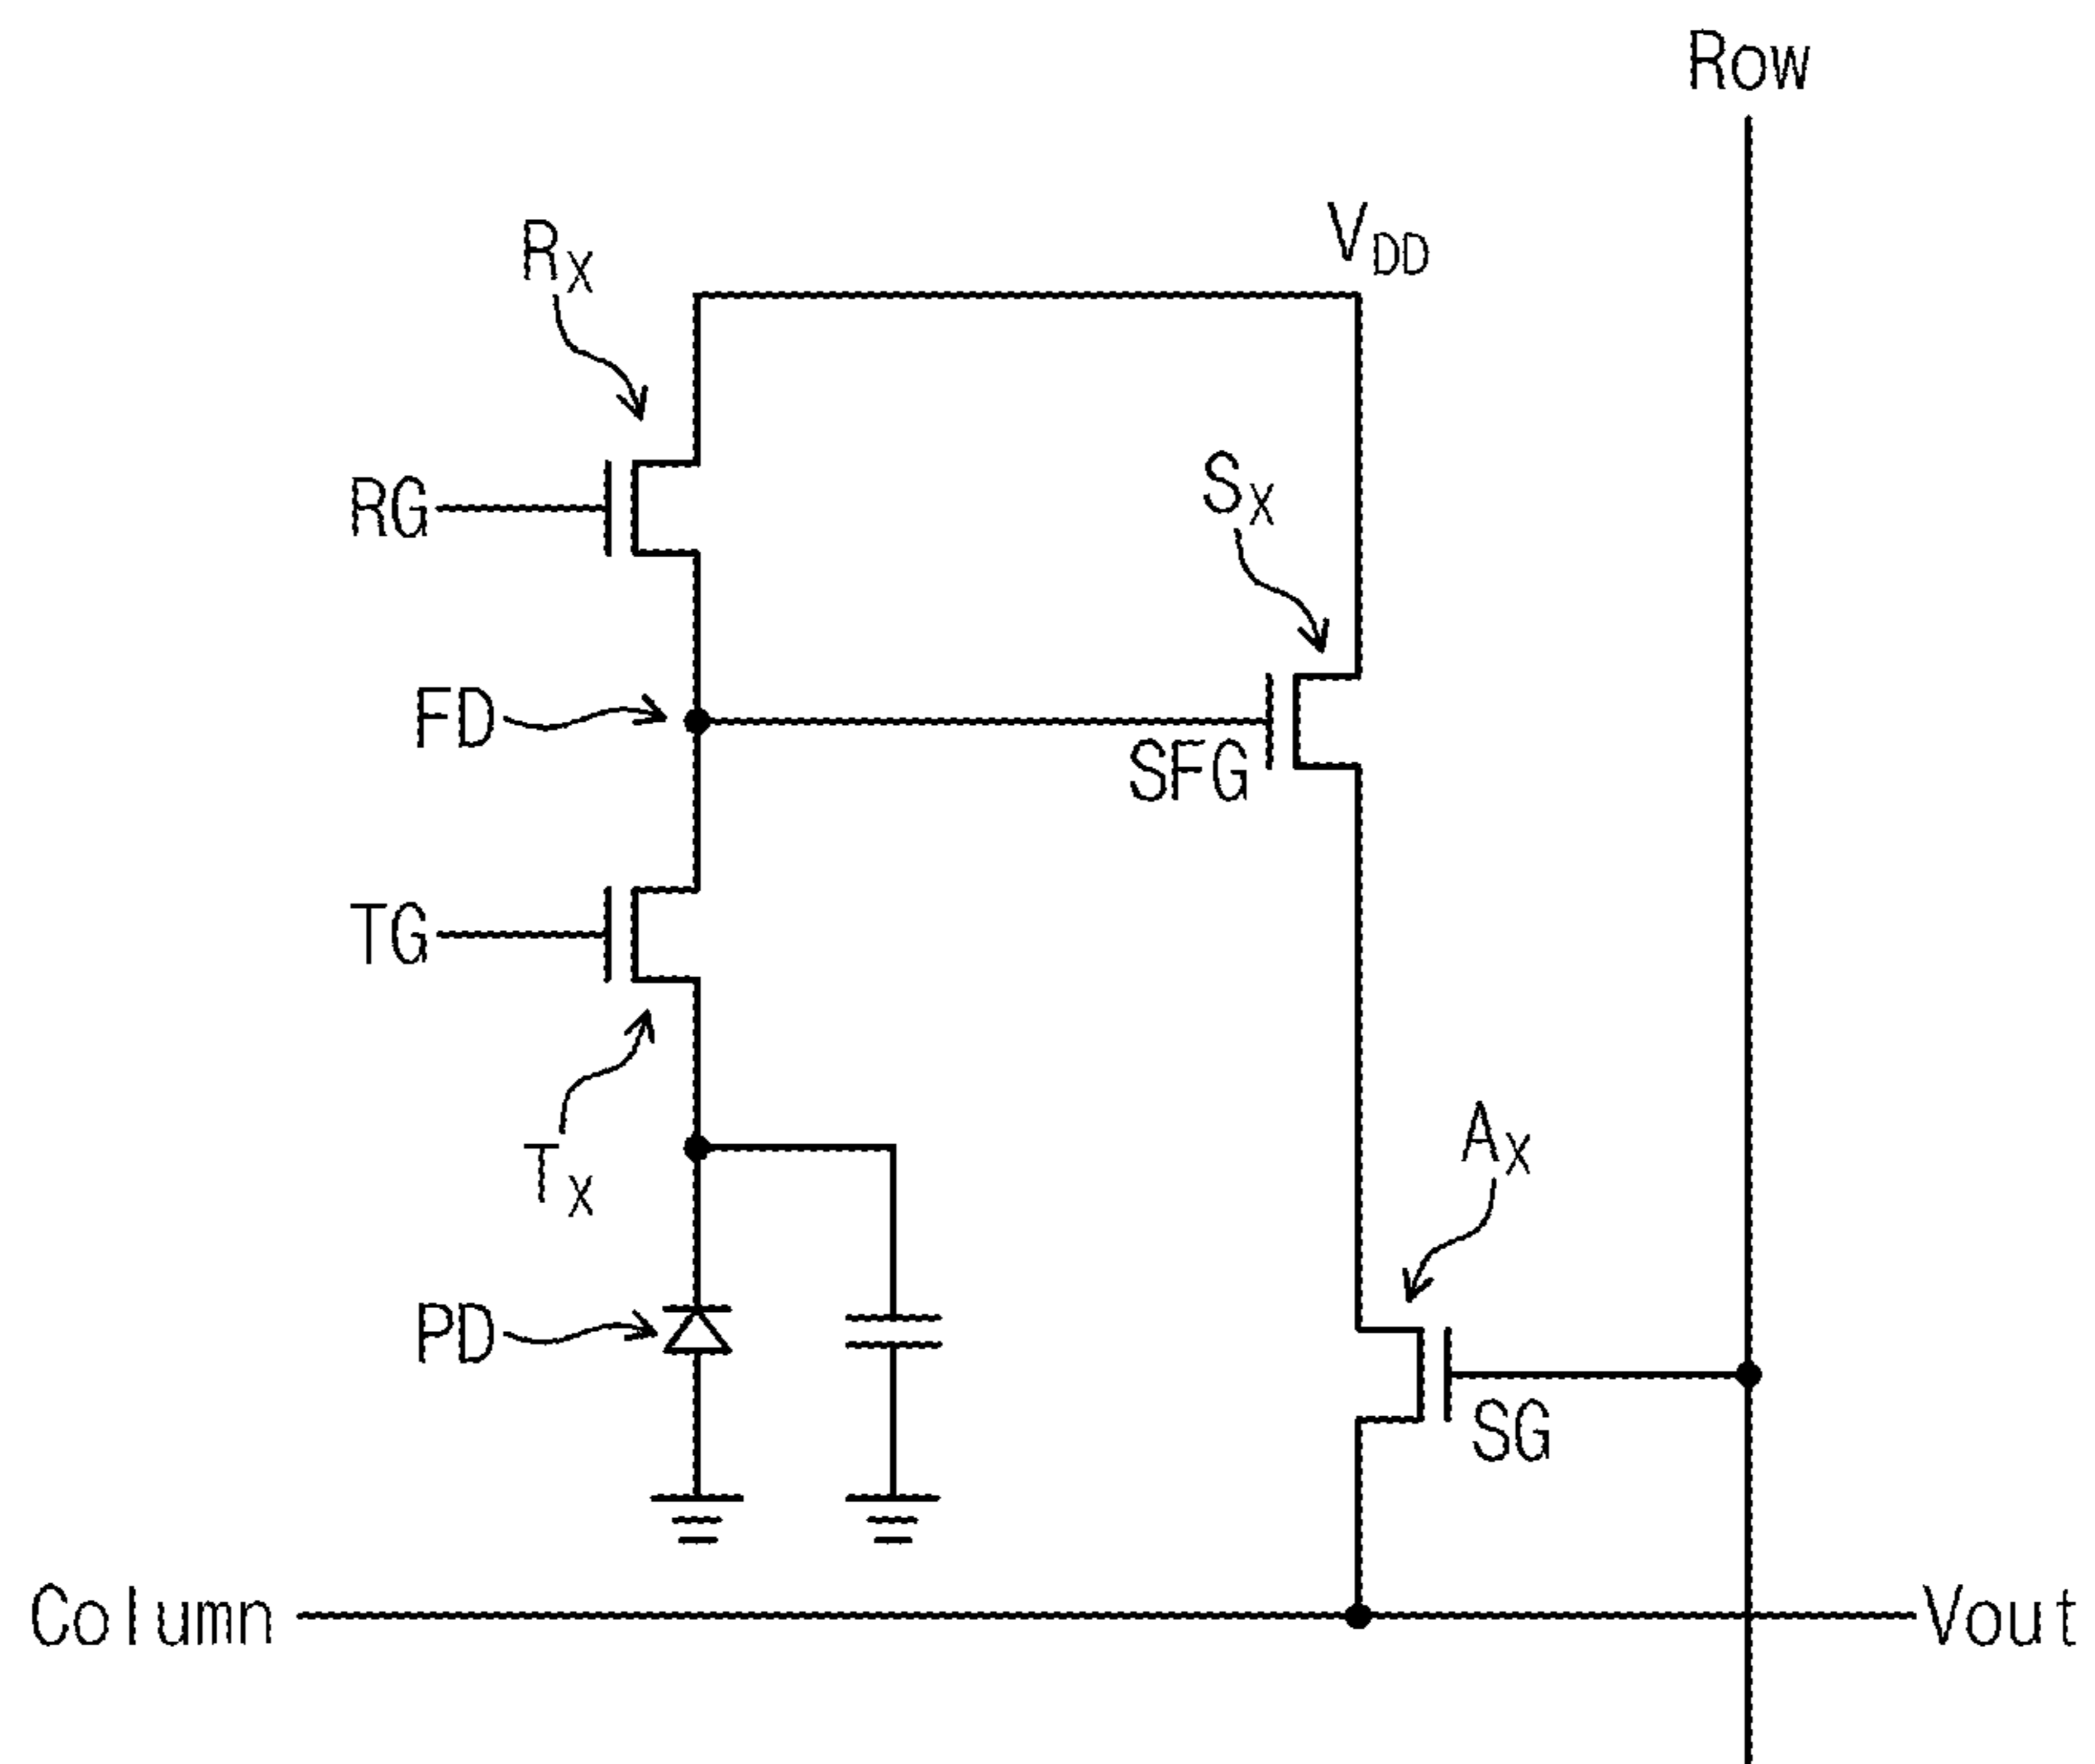 Row
VDD
RX
SX
RG
FD
SFG
TG
AX
TX
PD
SG
Column
Vout